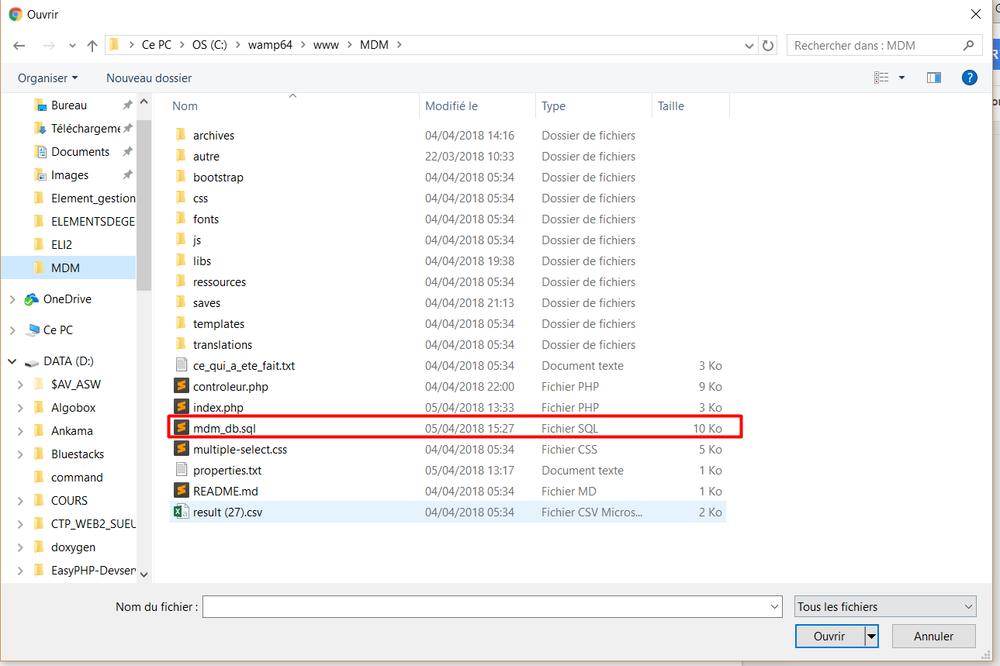 Ouvrir
Ce PC > OS (C:) > wamp64 > www > MDM >
Rechercher dans : MDM
Organiser
Nouveau dossier
Bureau
Téléchargeme
Documents
Images
Element_gestion
ELEMENTSDEGE
ELI2
MDM
OneDrive
Ce PC
DATA (D:)
$AV_ASW
Algobox
Ankama
Bluestacks
command
COURS
CTP_WEB2_SUEU
doxygen
EasyPHP-Devserv
Nom Modifié le Type Taille
archives 04/04/2018 14:16 Dossier de fichiers
autre 22/03/2018 10:33 Dossier de fichiers
bootstrap 04/04/2018 05:34 Dossier de fichiers
css 04/04/2018 05:34 Dossier de fichiers
fonts 04/04/2018 05:34 Dossier de fichiers
js 04/04/2018 05:34 Dossier de fichiers
libs 04/04/2018 19:38 Dossier de fichiers
ressources 04/04/2018 05:34 Dossier de fichiers
saves 04/04/2018 21:13 Dossier de fichiers
templates 04/04/2018 05:34 Dossier de fichiers
translations 04/04/2018 05:34 Dossier de fichiers
ce_qui_a_ete_fait.txt 04/04/2018 05:34 Document texte 3 Ko
controleur.php 04/04/2018 22:00 Fichier PHP 9 Ko
index.php 05/04/2018 13:33 Fichier PHP 3 Ko
mdm_db.sql 05/04/2018 15:27 Fichier SQL 10 Ko
multiple-select.css 04/04/2018 05:34 Fichier CSS 5 Ko
properties.txt 05/04/2018 13:17 Document texte 1 Ko
README.md 04/04/2018 05:34 Fichier MD 1 Ko
result (27).csv 04/04/2018 05:34 Fichier CSV Micros... 2 Ko
Nom du fichier :
Tous les fichiers
Ouvrir
Annuler